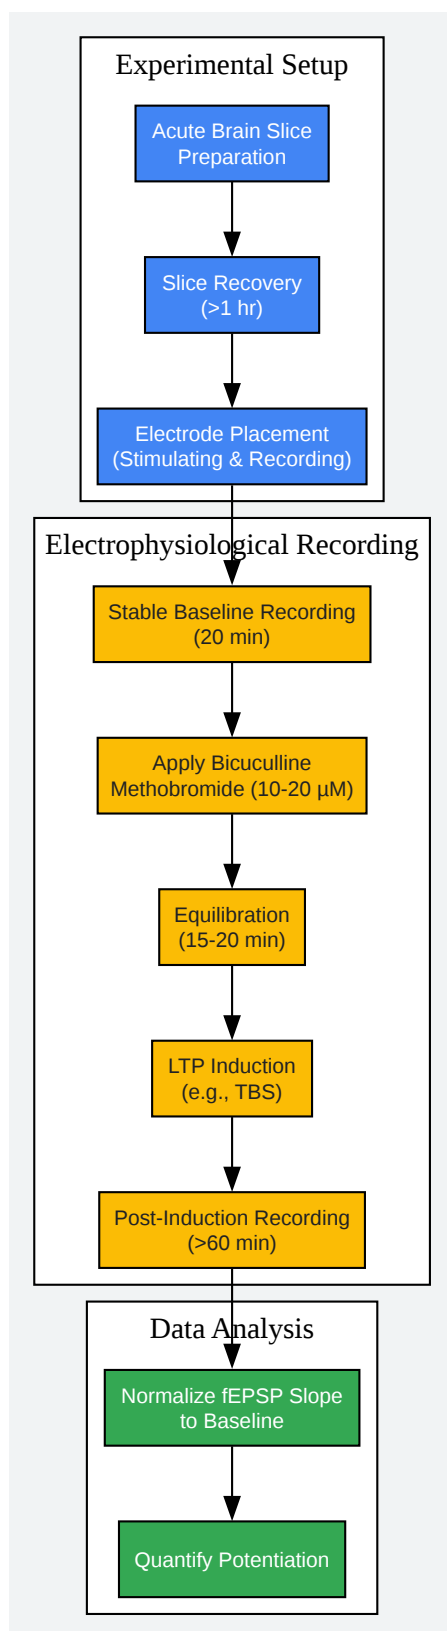 Experimental Setup
Acute Brain Slice
Preparation
Slice Recovery
(>1 hr)
Electrode Placement
(Stimulating & Recording)
Electrophysiological Recording
Stable Baseline Recording
(20 min)
Apply Bicuculline
Methobromide (10-20 µM)
Equilibration
(15-20 min)
LTP Induction
(e.g., TBS)
Post-Induction Recording
(>60 min)
Data Analysis
Normalize fEPSP Slope
to Baseline
Quantify Potentiation